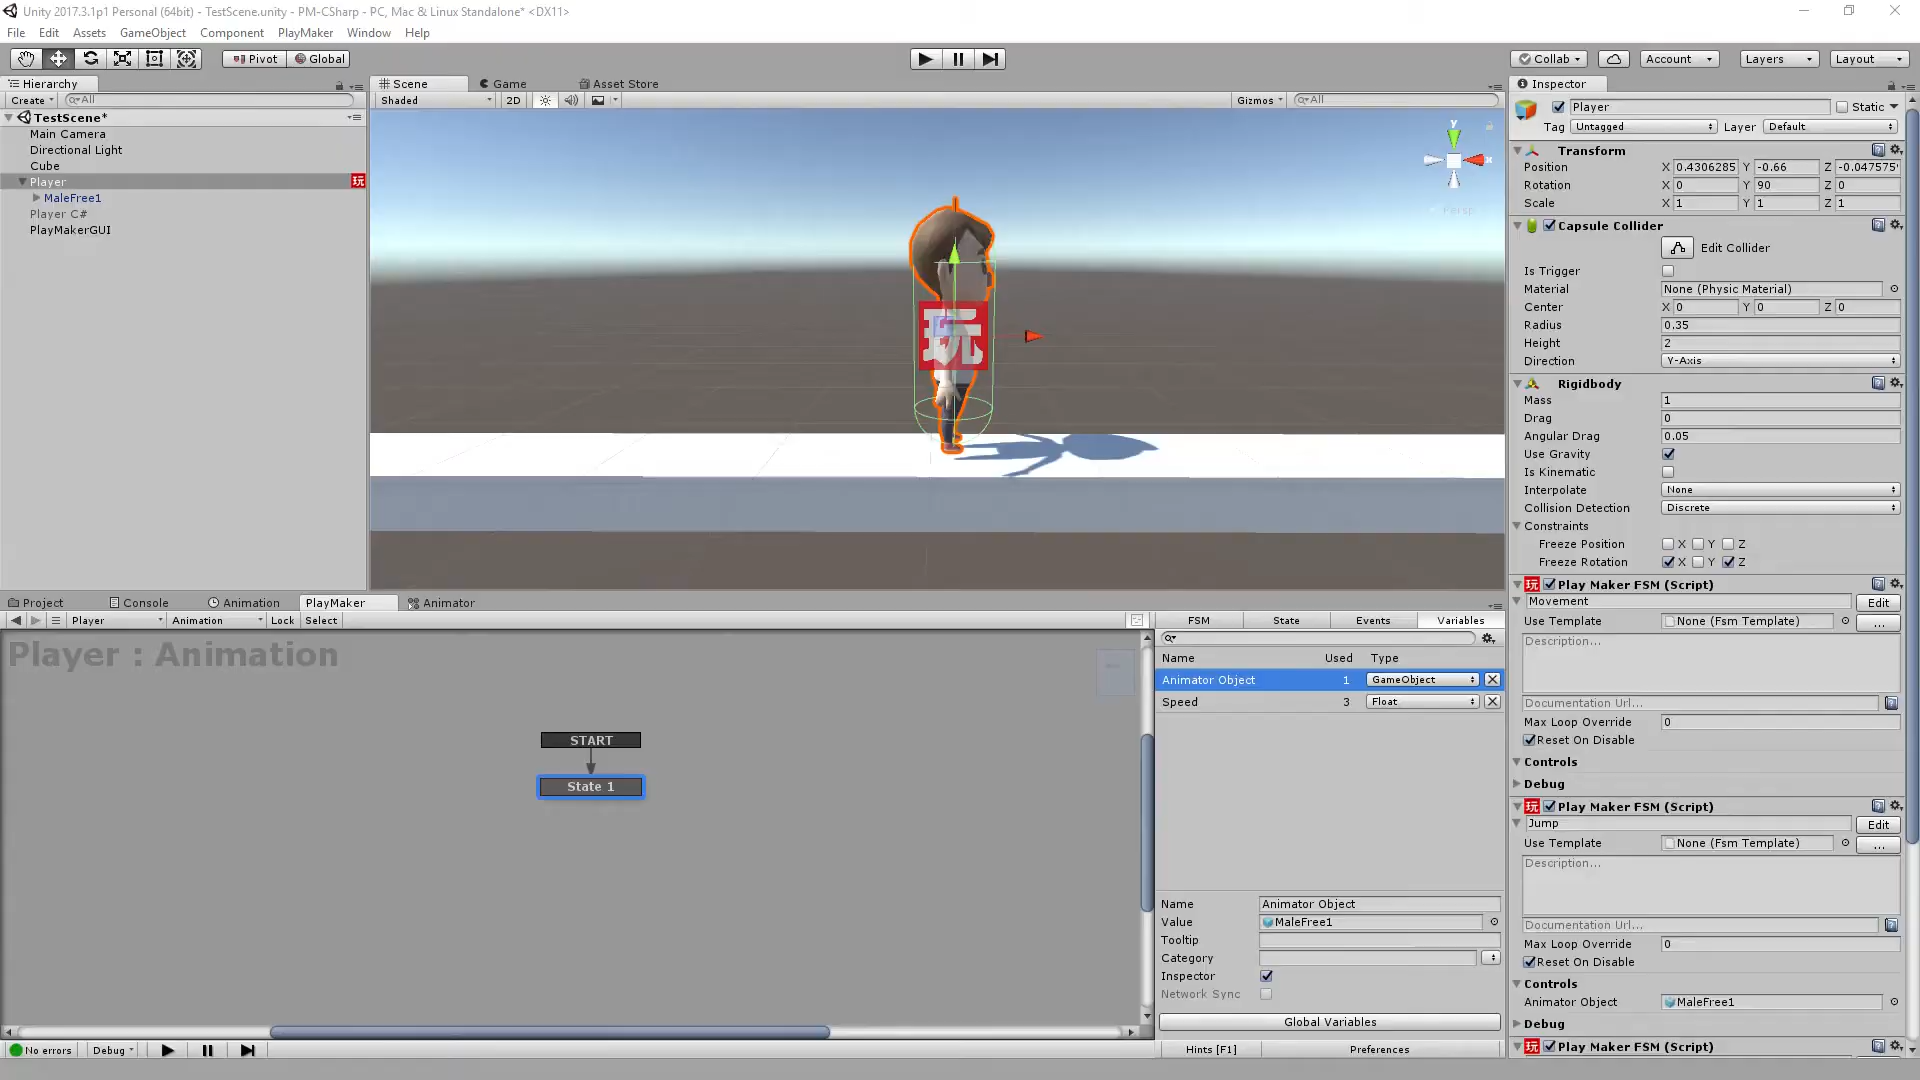 Unity 2017.3.1p1 Personal (64bit) - TestScene.unity - PM-CSharp - PC, Mac & Linux Standalone* <DX11>
File Edit Assets GameObject Component PlayMaker Window Help
Pivot Global Collab Account Layers Layout
Hierarchy
Create All
TestScene*
Main Camera
Directional Light
Cube
Player 玩
MaleFree1
Player C#
PlayMakerGUI
Scene Game Asset Store
Shaded 2D Gizmos All
y
x
Persp
玩
Inspector
Player Static
Tag Untagged Layer Default
Transform
Position X 0.4306285 Y -0.66 Z -0.047575
Rotation X 0 Y 90 Z 0
Scale X 1 Y 1 Z 1
Capsule Collider
Edit Collider
Is Trigger
Material None (Physic Material)
Center X 0 Y 0 Z 0
Radius 0.35
Height 2
Direction Y-Axis
Rigidbody
Mass 1
Drag 0
Angular Drag 0.05
Use Gravity
Is Kinematic
Interpolate None
Collision Detection Discrete
Constraints
Freeze Position X Y Z
Freeze Rotation X Y Z
玩 Play Maker FSM (Script)
Movement Edit
Use Template None (Fsm Template) ...
Description...
Documentation Url...
Max Loop Override 0
Reset On Disable
Controls
Debug
玩 Play Maker FSM (Script)
Jump Edit
Use Template None (Fsm Template) ...
Description...
Documentation Url...
Max Loop Override 0
Reset On Disable
Controls
Animator Object MaleFree1
Debug
玩 Play Maker FSM (Script)
Project Console Animation PlayMaker Animator
Player Animation Lock Select
Player : Animation
START
State 1
FSM State Events Variables
Name Used Type
Animator Object 1 GameObject
Speed 3 Float
Name Animator Object
Value MaleFree1
Tooltip
Category
Inspector
Network Sync
Global Variables
Hints [F1] Preferences
No errors Debug